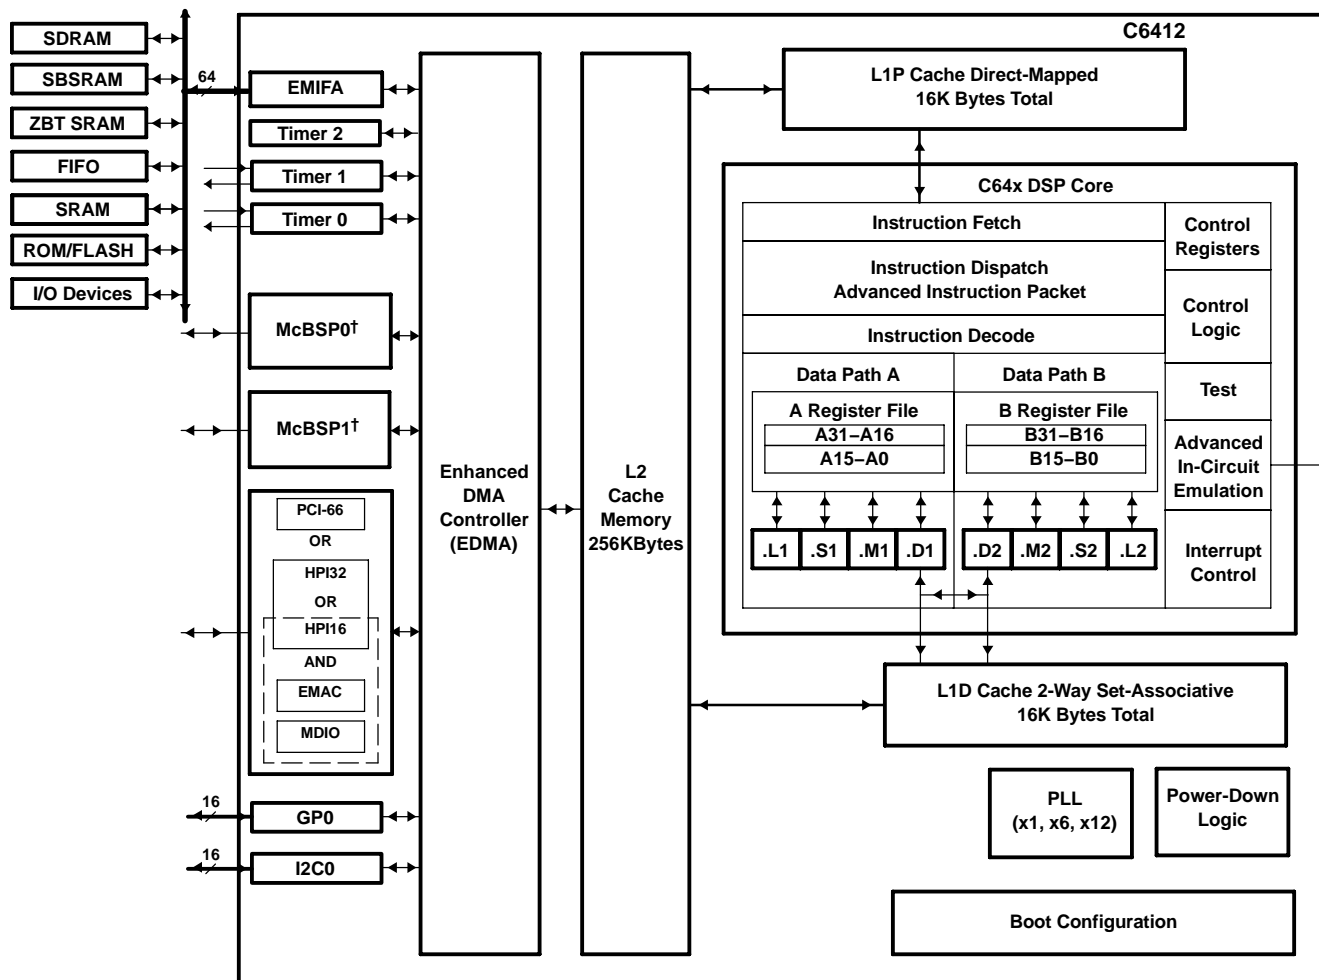 C6412
SDRAM
SBSRAM
ZBT SRAM
FIFO
SRAM
ROM/FLASH
I/O Devices
64
EMIFA
Timer 2
Timer 1
Timer 0
McBSP0†
McBSP1†
PCI-66
OR
HPI32
OR
HPI16
AND
EMAC
MDIO
16
GP0
16
I2C0
Enhanced
DMA
Controller
(EDMA)
L2
Cache
Memory
256KBytes
L1P Cache Direct-Mapped
16K Bytes Total
C64x DSP Core
Instruction Fetch
Instruction Dispatch
Advanced Instruction Packet
Instruction Decode
Data Path A
A Register File
A31–A16
A15–A0
.L1
.S1
.M1
.D1
Data Path B
B Register File
B31–B16
B15–B0
.D2
.M2
.S2
.L2
Control
Registers
Control
Logic
Test
Advanced
In-Circuit
Emulation
Interrupt
Control
L1D Cache 2-Way Set-Associative
16K Bytes Total
PLL
(x1, x6, x12)
Power-Down
Logic
Boot Configuration